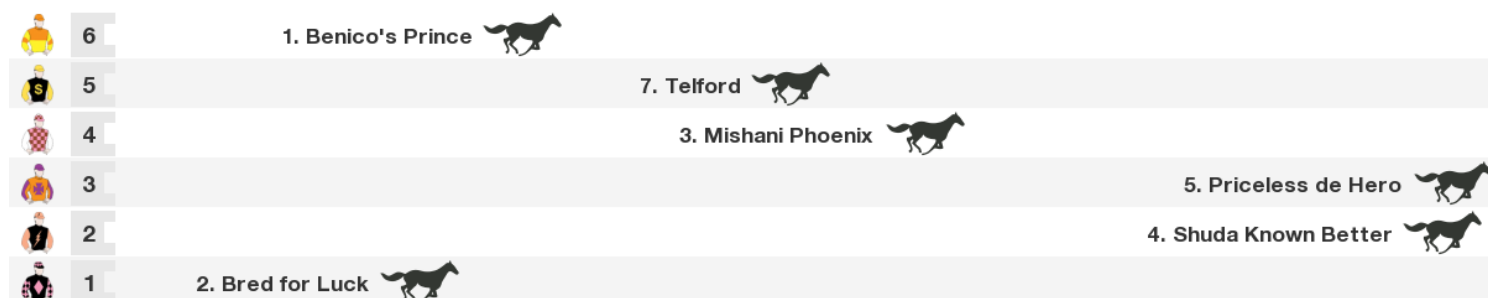 6 1. Benico's Prince
S 5 7. Telford
4 3. Mishani Phoenix
3 5. Priceless de Hero
2 4. Shuda Known Better
1 2. Bred for Luck